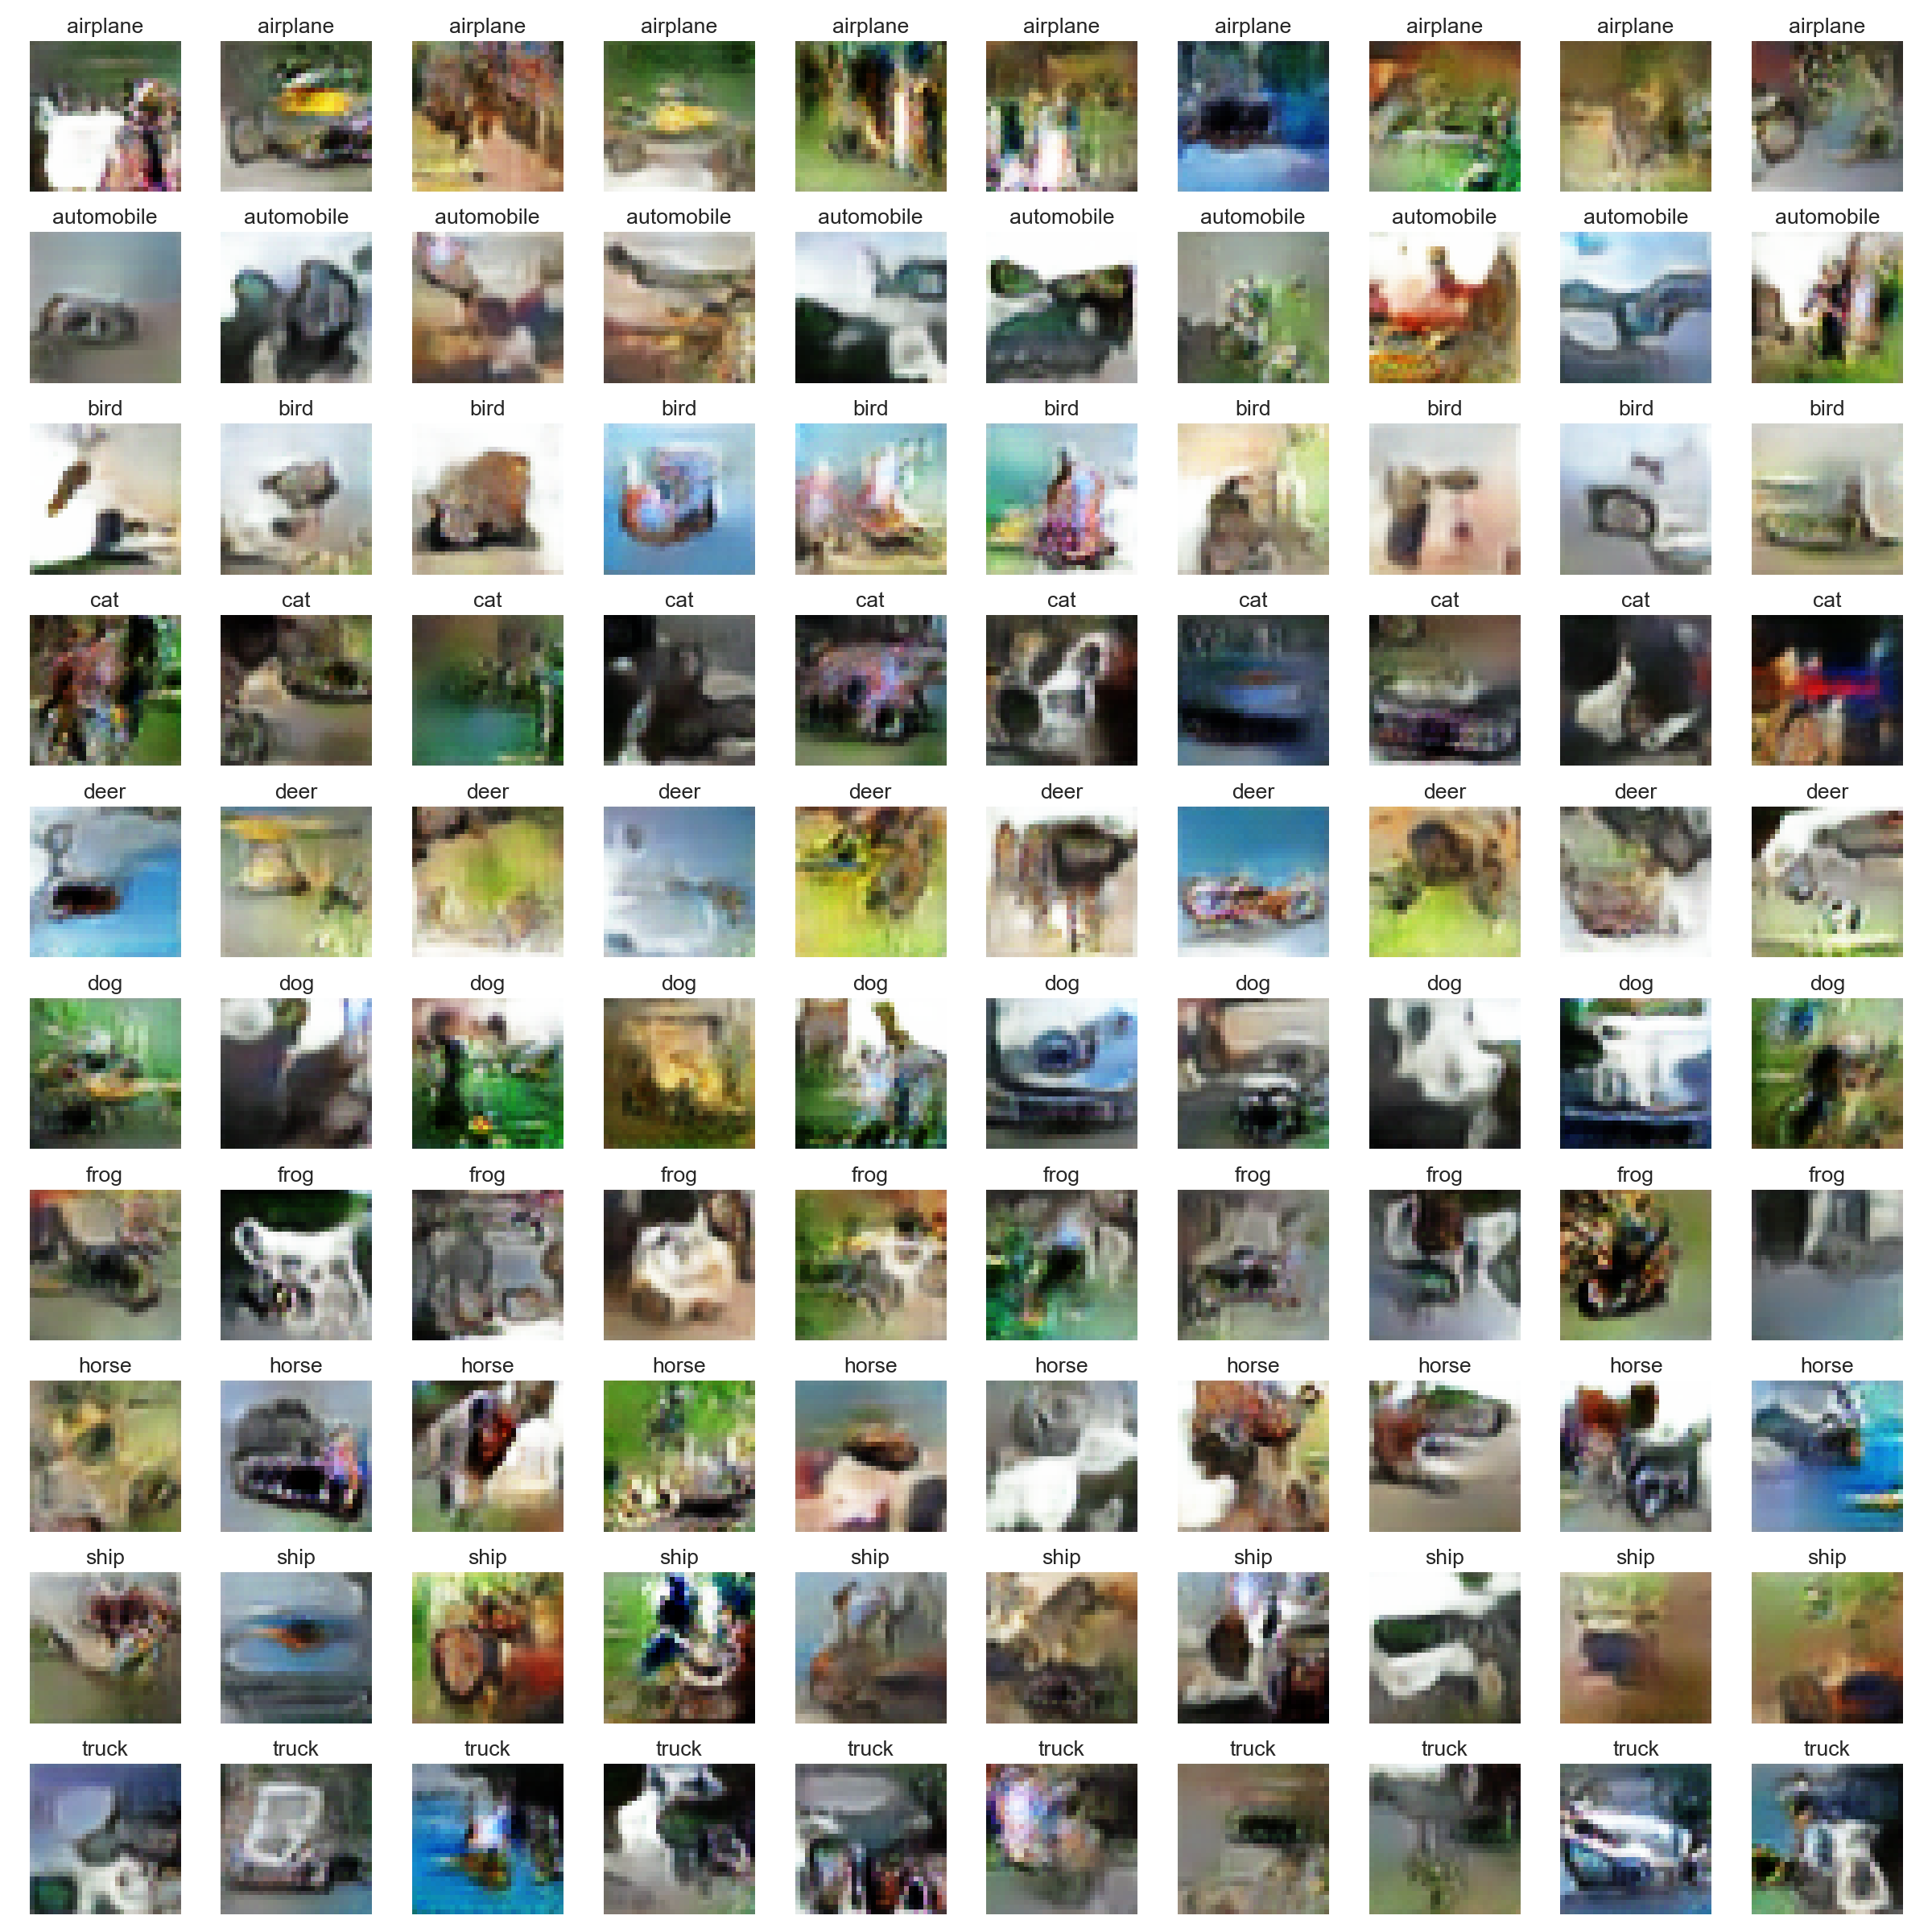 airplane airplane airplane airplane airplane airplane airplane airplane airplane airplane
automobile automobile automobile automobile automobile automobile automobile automobile automobile automobile
bird bird bird bird bird bird bird bird bird bird
cat cat cat cat cat cat cat cat cat cat
deer deer deer deer deer deer deer deer deer deer
dog dog dog dog dog dog dog dog dog dog
frog frog frog frog frog frog frog frog frog frog
horse horse horse horse horse horse horse horse horse horse
ship ship ship ship ship ship ship ship ship ship
truck truck truck truck truck truck truck truck truck truck